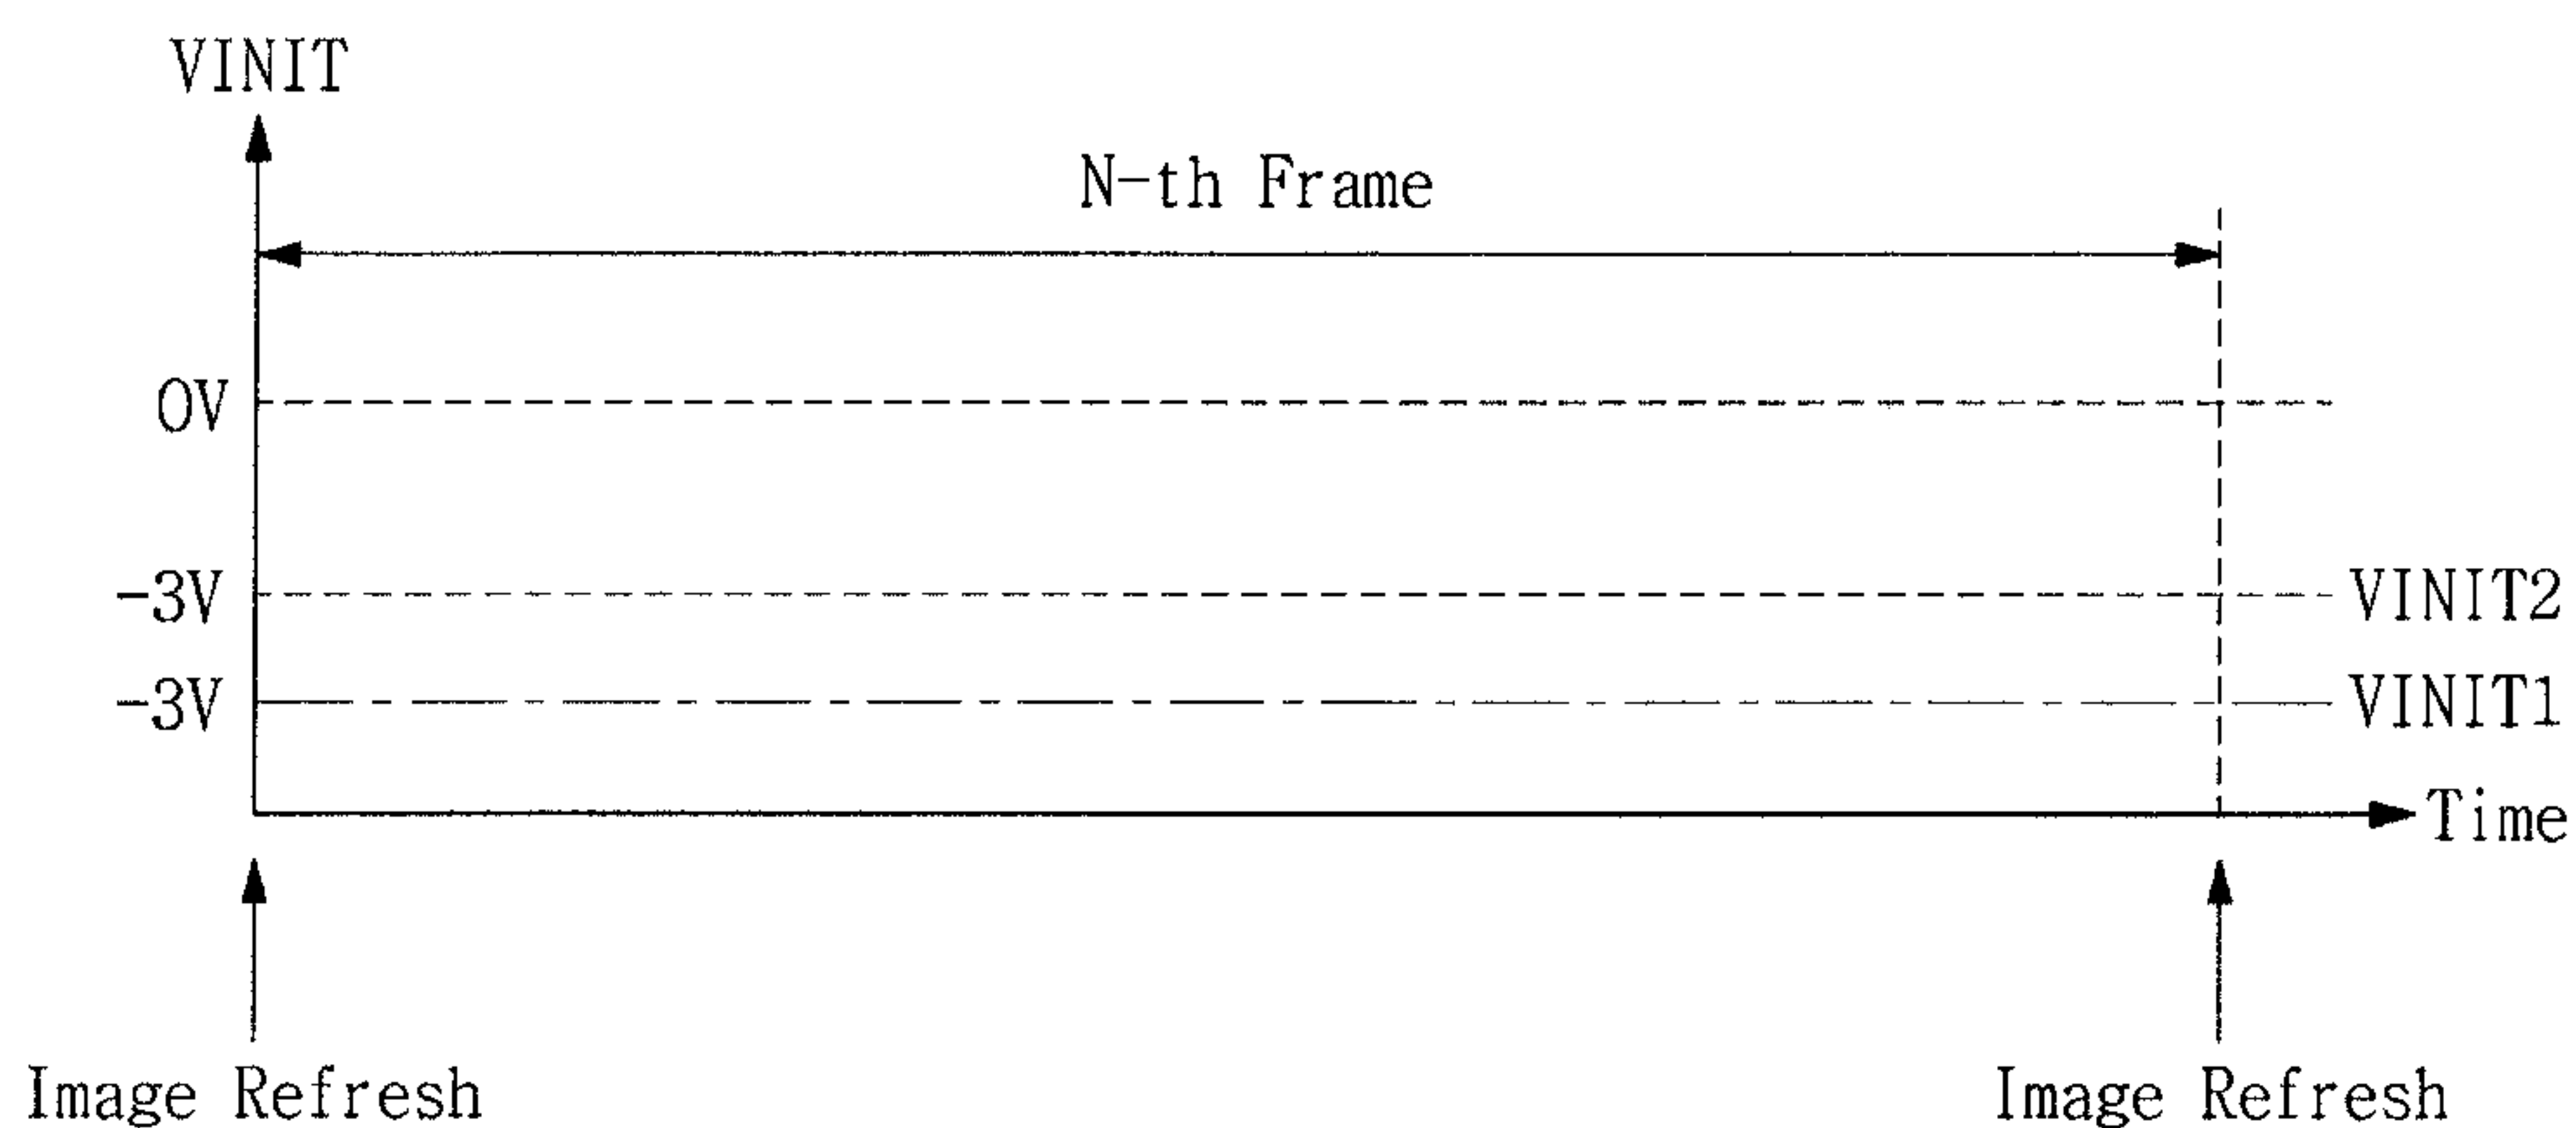 VINIT
N-th Frame
0V
-3V
VINIT2
-3V
VINIT1
Time
Image Refresh
Image Refresh